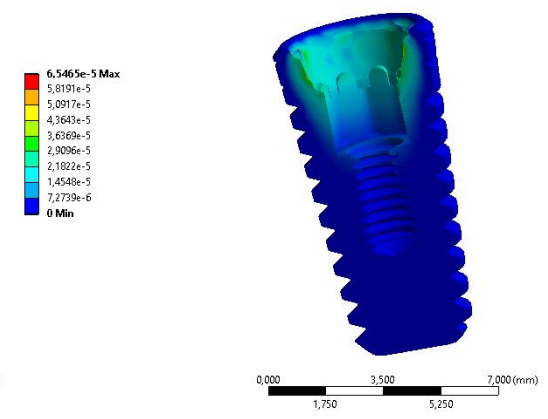 6,5465e-5 Max
5,8191e-5
5,0917e-5
4,3643e-5
3,6369e-5
2,9096e-5
2,1822e-5
1,4548e-5
7,2739e-6
0 Min
0,000 3,500 7,000 (mm)
1,750 5,250